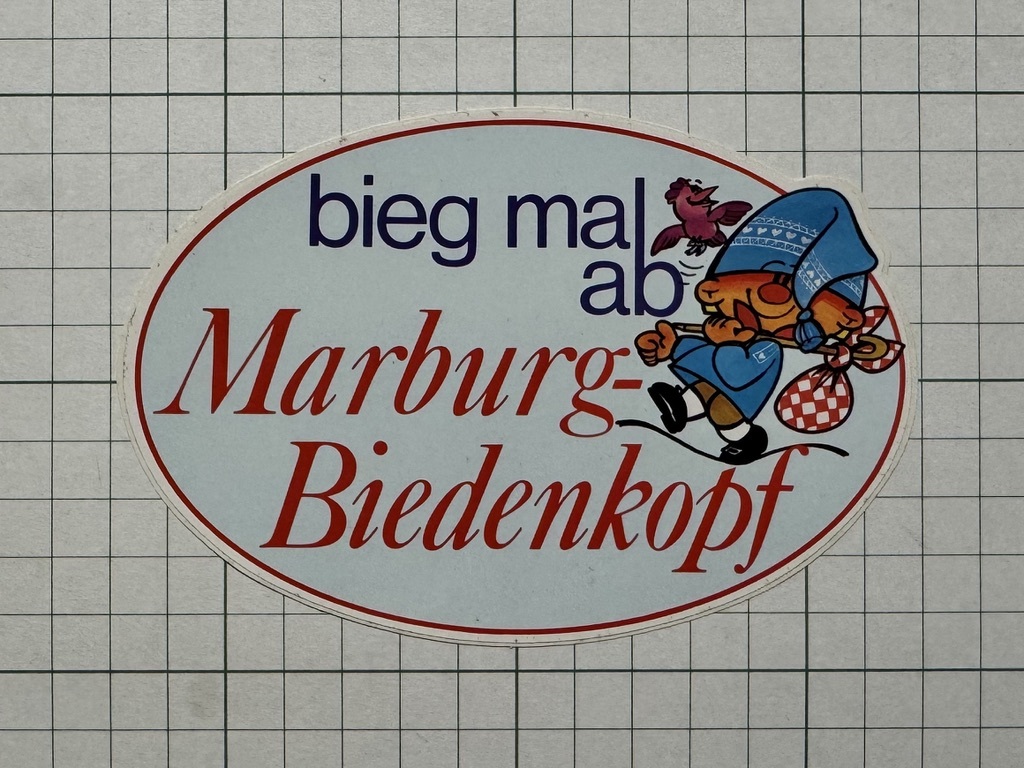 bieg mal
ab
Marburg-
Biedenkopf